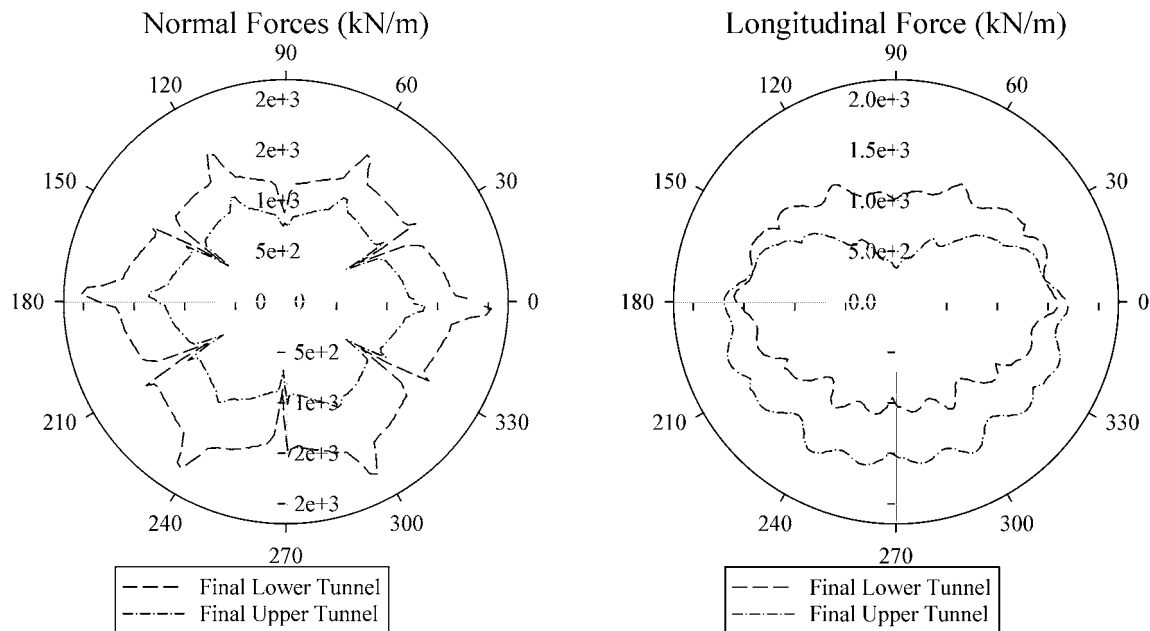 Normal Forces (kN/m)
90
120
60
2e+3
150
2e+3
30
1e+3
5e+2
180
0
0
0
5e+2
1e+3
210
2e+3
330
2e+3
240
300
270
Final Lower Tunnel
Final Upper Tunnel
Longitudinal Force (kN/m)
90
120
60
2.0e+3
1.5e+3
150
30
1.0e+3
5.0e+2
180
0.0
0
210
330
240
300
270
Final Lower Tunnel
Final Upper Tunnel